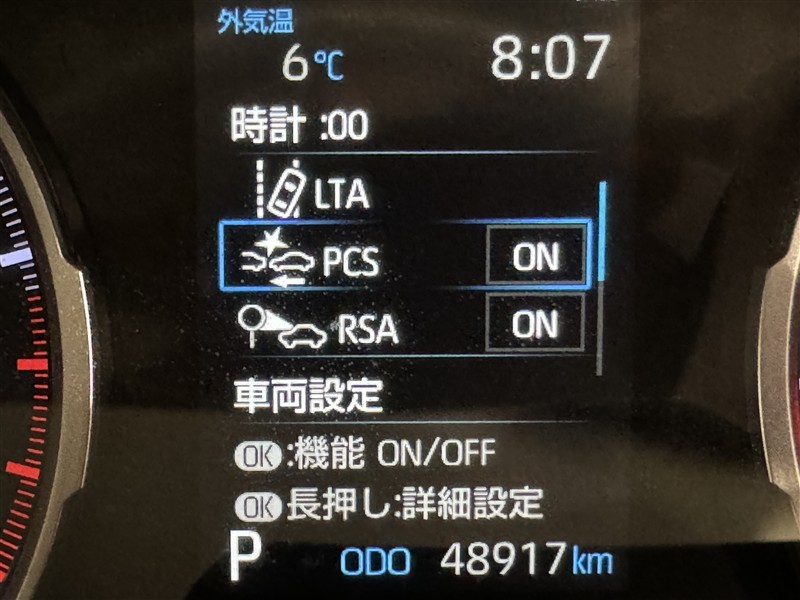 外気温
6℃ 8:07
時計 :00
LTA
PCS ON
RSA ON
車両設定
OK:機能 ON/OFF
OK長押し:詳細設定
P ODO 48917km